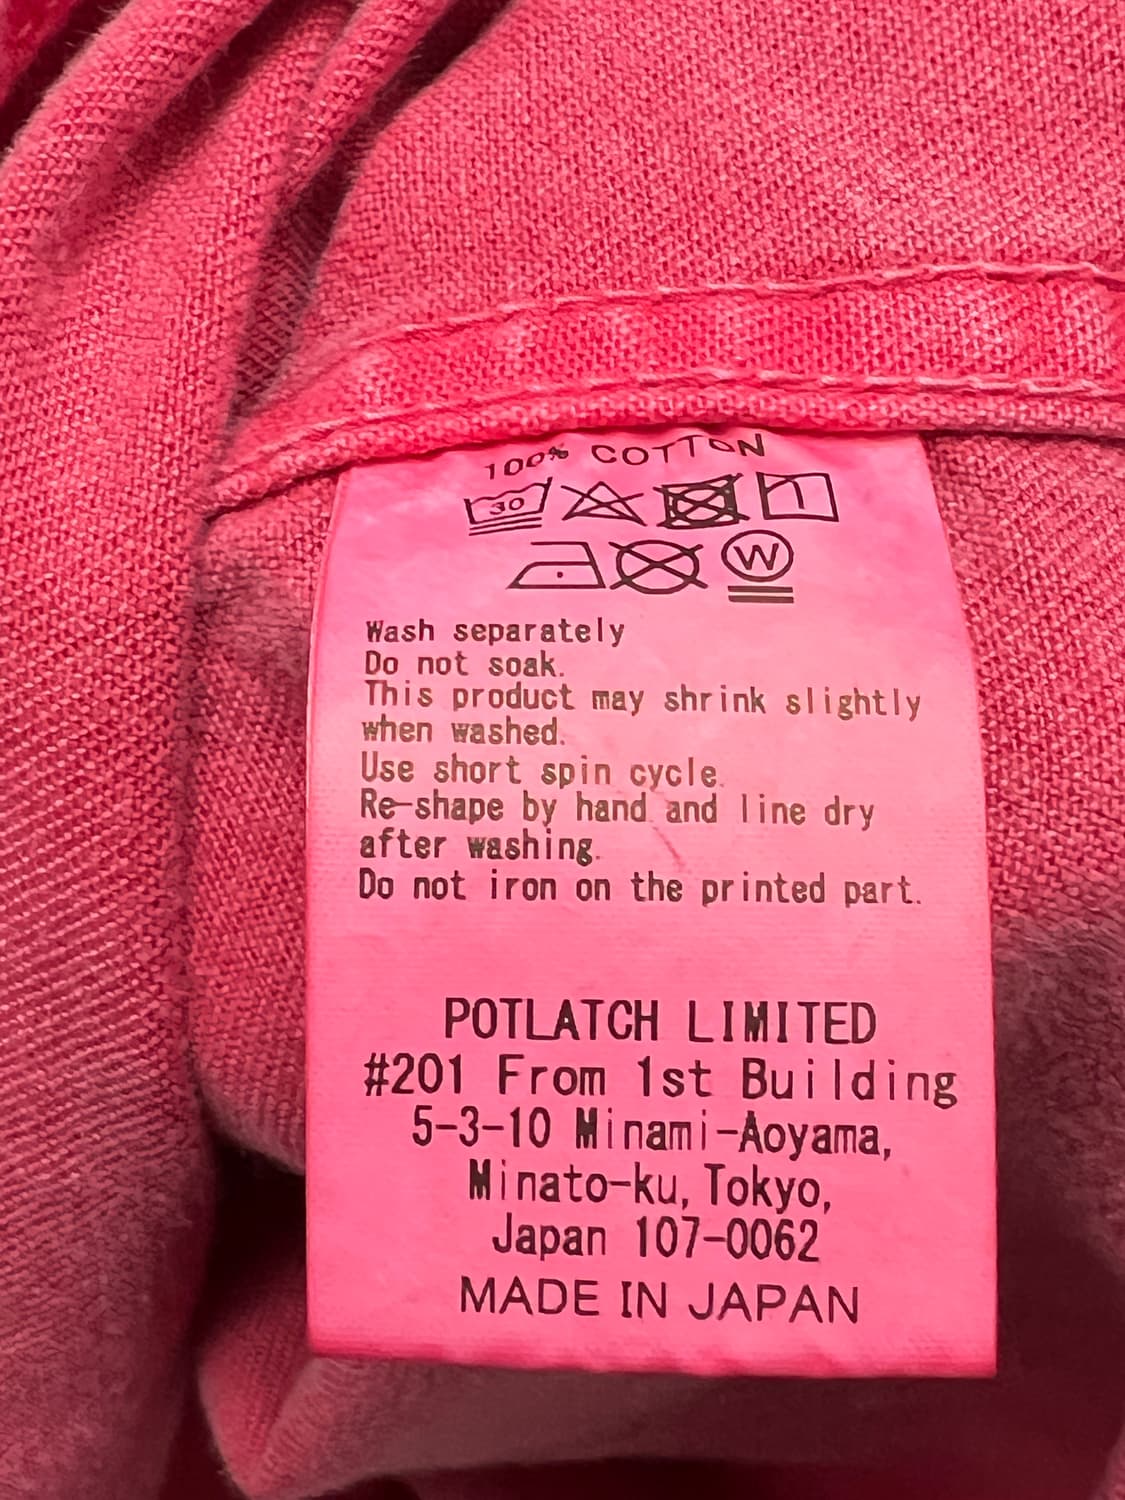 100% COTTON
30
W
Wash separately
Do not soak.
This product may shrink slightly
when washed.
Use short spin cycle.
Re-shape by hand and line dry
after washing.
Do not iron on the printed part.
POTLATCH LIMITED
#201 From 1st Building
5-3-10 Minami-Aoyama,
Minato-ku, Tokyo,
Japan 107-0062
MADE IN JAPAN